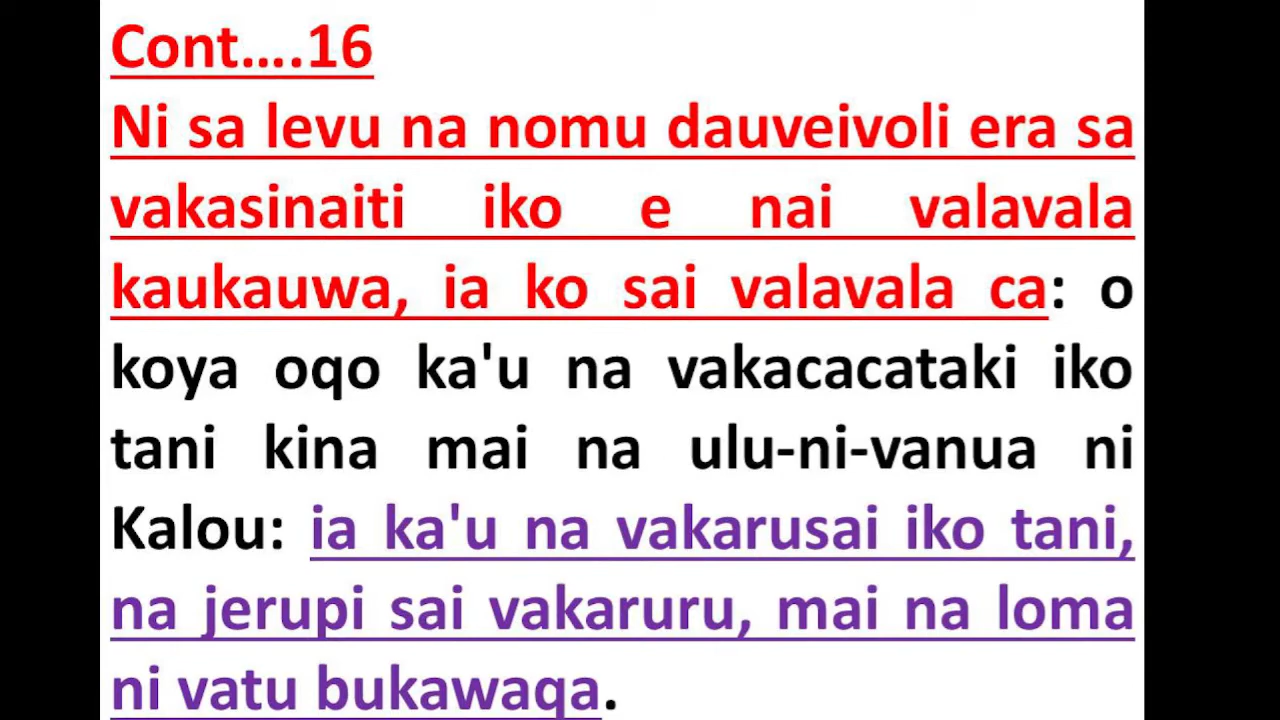 Cont….16
Ni sa levu na nomu dauveivoli era sa
vakasinaiti iko e nai valavala
kaukauwa, ia ko sai valavala ca: o
koya oqo ka'u na vakacacataki iko
tani kina mai na ulu-ni-vanua ni
Kalou: ia ka'u na vakarusai iko tani,
na jerupi sai vakaruru, mai na loma
ni vatu bukawaqa.